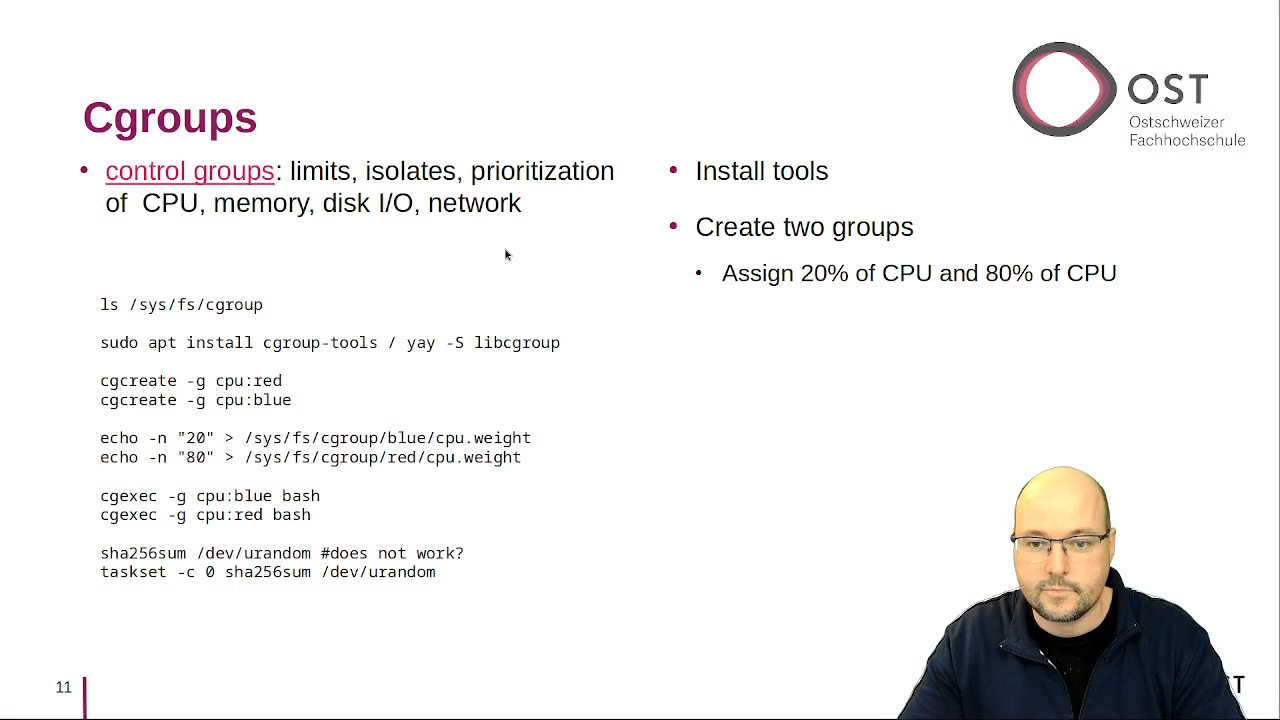 OST
Ostschweizer
Fachhochschule
Cgroups
• control groups: limits, isolates, prioritization
of CPU, memory, disk I/O, network
ls /sys/fs/cgroup
sudo apt install cgroup-tools / yay -S libcgroup
cgcreate -g cpu:red
cgcreate -g cpu:blue
echo -n "20" > /sys/fs/cgroup/blue/cpu.weight
echo -n "80" > /sys/fs/cgroup/red/cpu.weight
cgexec -g cpu:blue bash
cgexec -g cpu:red bash
sha256sum /dev/urandom #does not work?
taskset -c 0 sha256sum /dev/urandom
• Install tools
• Create two groups
• Assign 20% of CPU and 80% of CPU
11